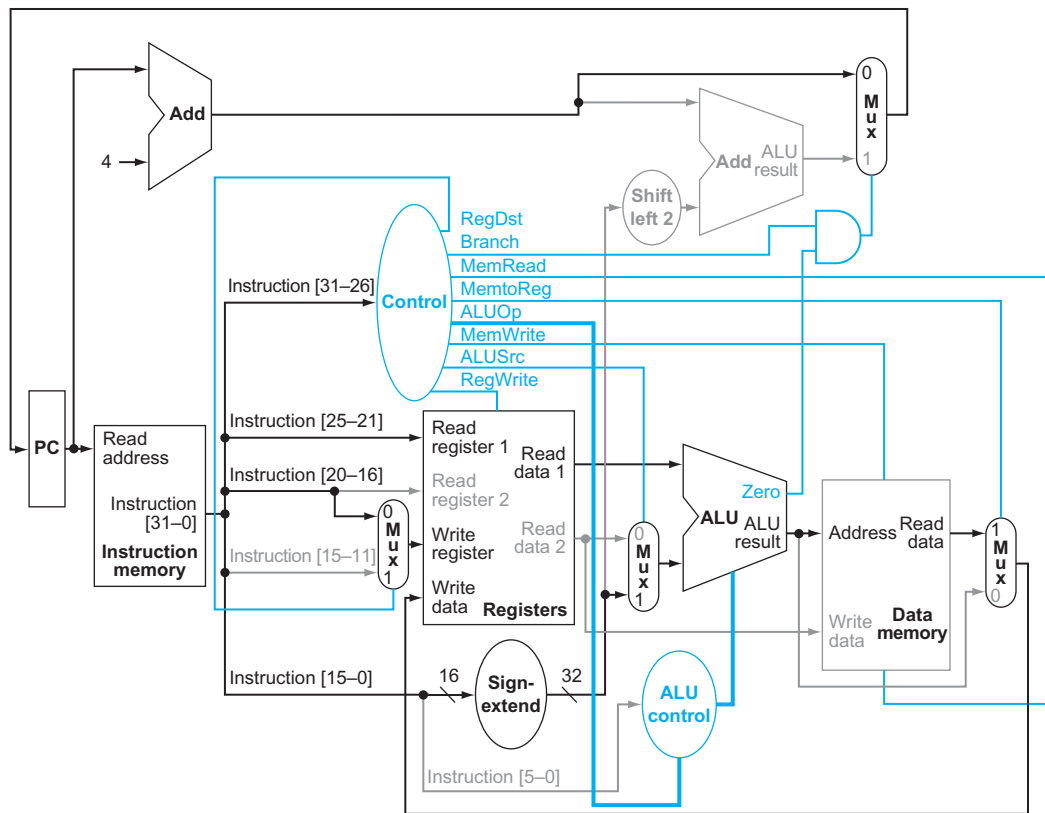 Add
4
0
Mux
1
Add
ALU
result
Shift
left 2
RegDst
Branch
MemRead
MemtoReg
ALUOp
MemWrite
ALUSrc
RegWrite
Control
Instruction [31–26]
Instruction [25–21]
Instruction [20–16]
Instruction [15–11]
Instruction [15–0]
Instruction [5–0]
PC
Read
address
Instruction
[31–0]
Instruction
memory
0
Mux
1
Read
register 1
Read
register 2
Write
register
Write
data
Read
data 1
Read
data 2
Registers
0
Mux
1
Zero
ALU
ALU
result
Address
Read
data
Write
data
Data
memory
1
Mux
0
16
Sign-
extend
32
ALU
control